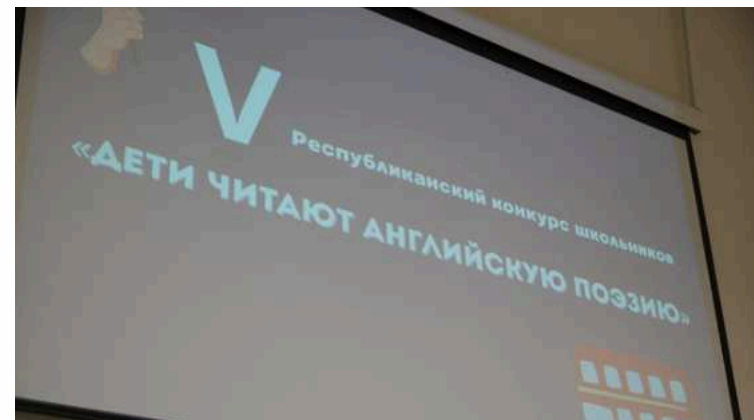 V
Республиканский конкурс школьников
«ДЕТИ ЧИТАЮТ АНГЛИЙСКУЮ ПОЭЗИЮ»